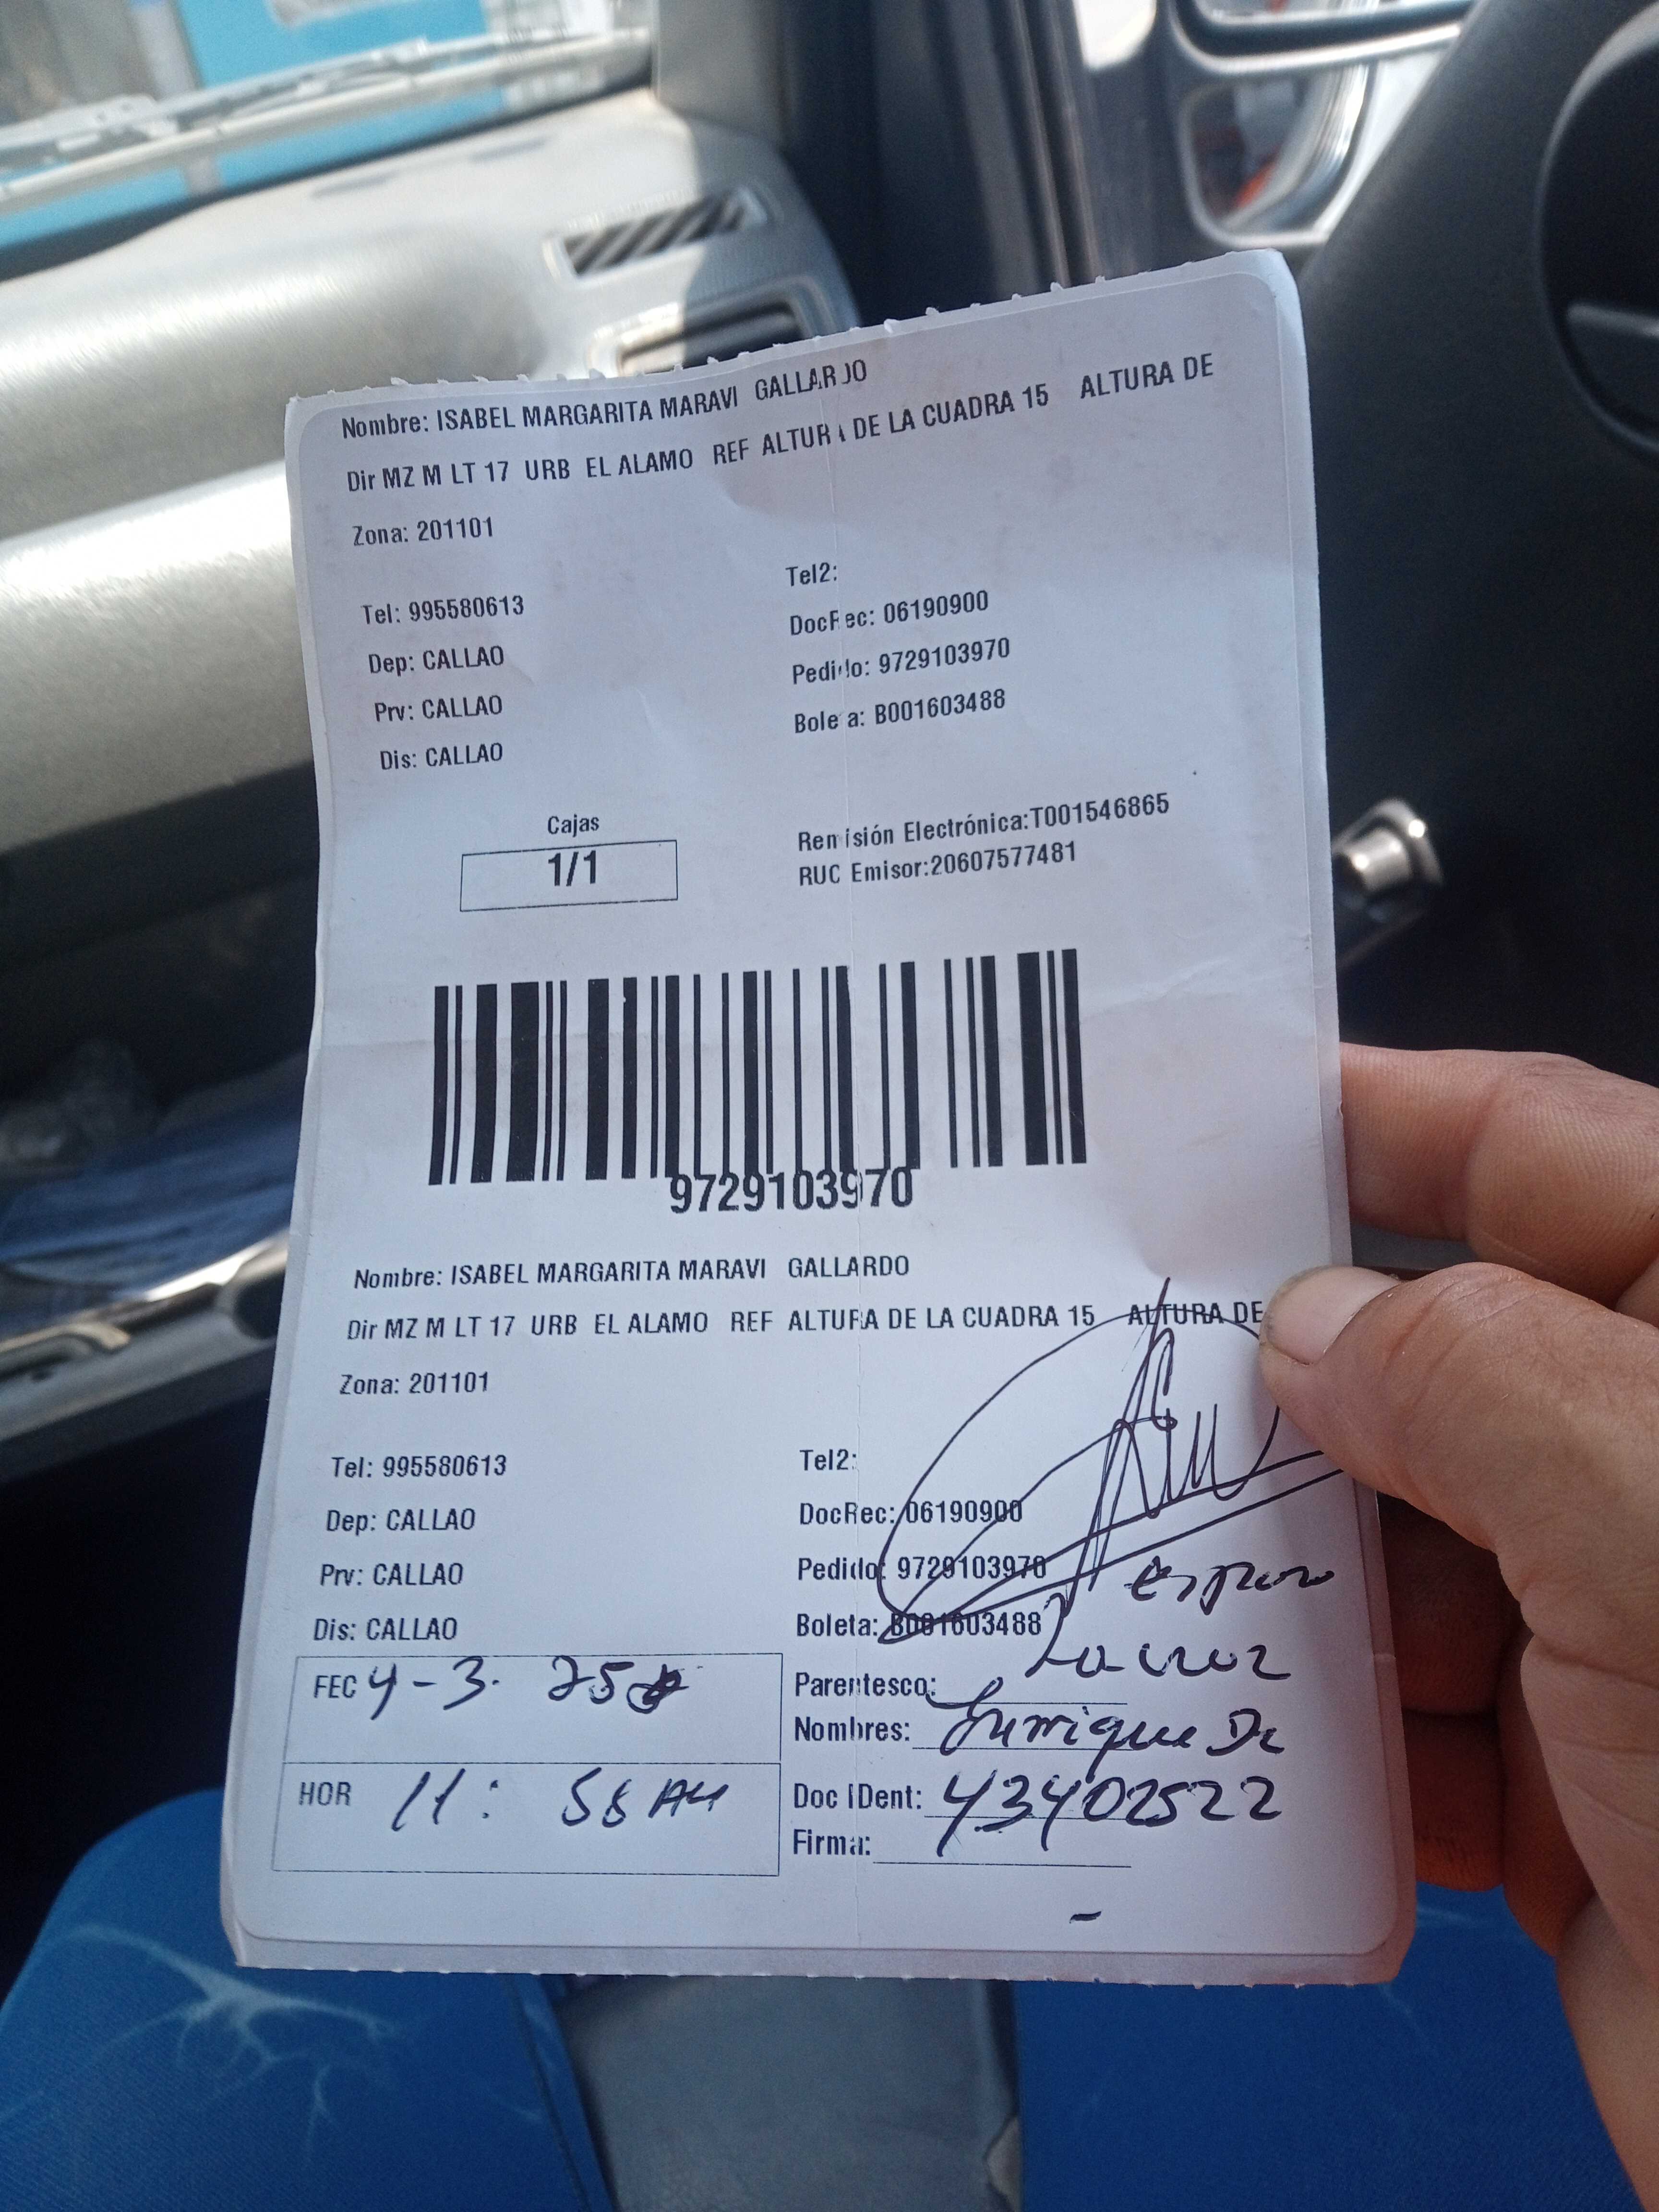 Nombre: ISABEL MARGARITA MARAVI GALLARDO
Dir MZ M LT 17 URB EL ALAMO REF ALTURA DE LA CUADRA 15 ALTURA DE
Zona: 201101
Tel2:
Tel: 995580613
DocRec: 06190900
Dep: CALLAO
Pedido: 9729103970
Prv: CALLAO
Boleta: B001603488
Dis: CALLAO
Cajas
1/1
Remisión Electrónica:T001546865
RUC Emisor:20607577481
9729103970
Nombre: ISABEL MARGARITA MARAVI GALLARDO
Dir MZ M LT 17 URB EL ALAMO REF ALTURA DE LA CUADRA 15 ALTURA DE
Zona: 201101
Tel: 995580613
Tel2:
Dep: CALLAO
DocRec: 06190900
Prv: CALLAO
Pedido: 9729103970
Dis: CALLAO
Boleta: B001603488
esposo
FEC 4-3. 25
La cruz
Parentesco:
Nombres: Enrique De
HOR 11: 58 AM
Doc IDent: 43402522
Firma: